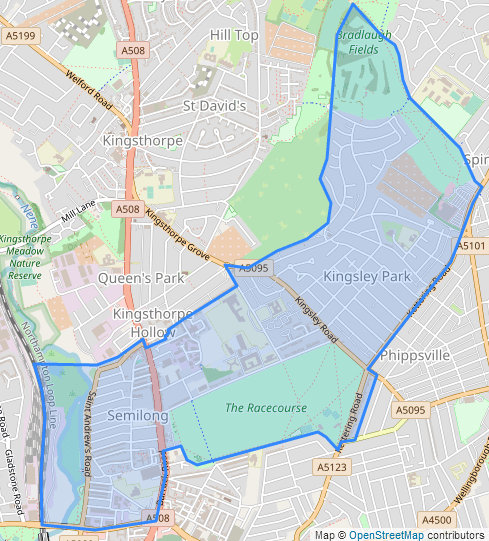 A5199
A508
Hill Top
Bradlaugh
Fields
Welford Road
St David's
Kingsthorpe
Spin
Mill Lane
Nene
A508
Kingsthorpe Grove
Kingsthorpe
Meadow
Nature
Reserve
A5095
A5101
Queen's Park
Kingsley Park
Kettering Road
Kingsthorpe
Hollow
Kingsley Road
Northampton Loop Line
Phippsville
Saint Andrew's Road
Semilong
The Racecourse
Kettering Road
A5095
Gladstone Road
A5123
Wellingborough
A508
A4500
Map © OpenStreetMap contributors